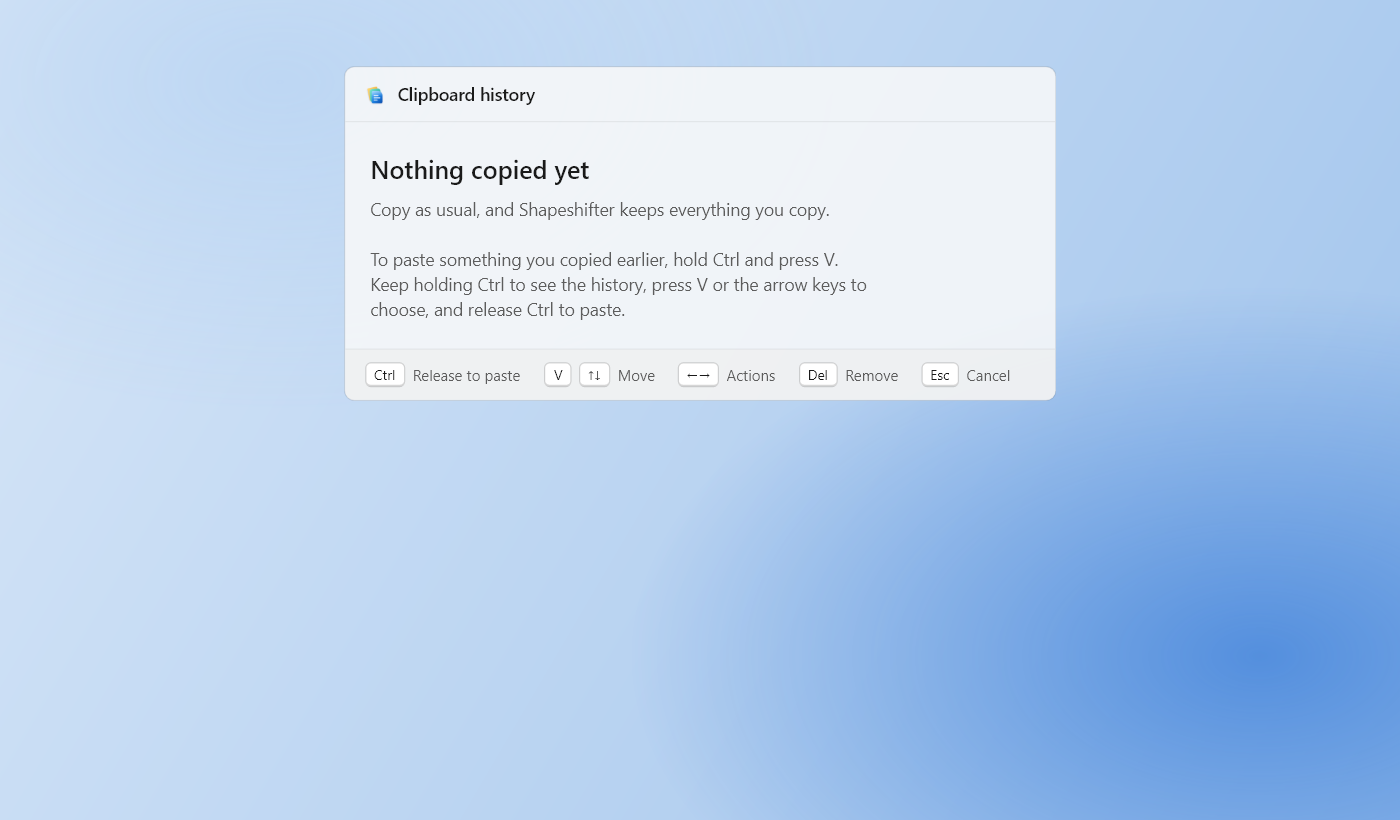 Clipboard history
Nothing copied yet
Copy as usual, and Shapeshifter keeps everything you copy.
To paste something you copied earlier, hold Ctrl and press V.
Keep holding Ctrl to see the history, press V or the arrow keys to
choose, and release Ctrl to paste.
Ctrl Release to paste V ↑↓ Move ←→ Actions Del Remove Esc Cancel